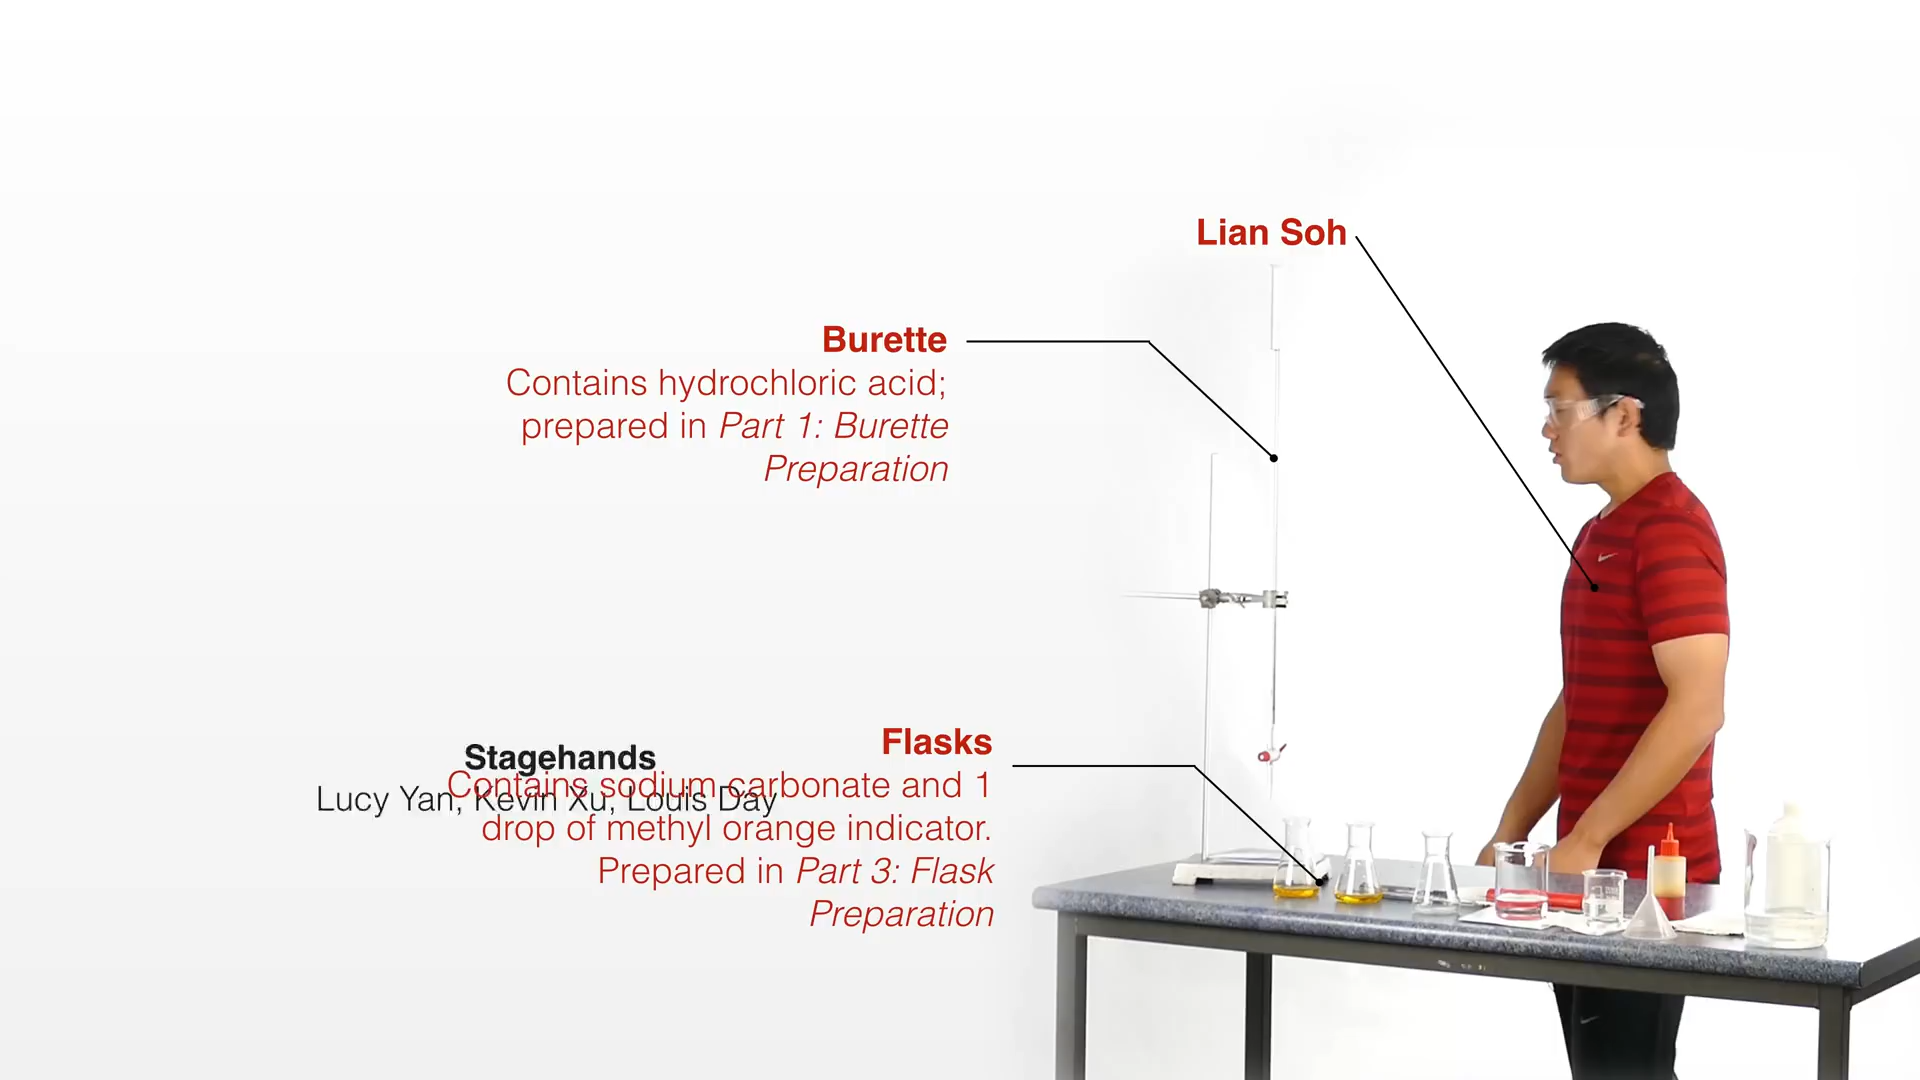 Lian Soh
Burette
Contains hydrochloric acid;
prepared in Part 1: Burette
Preparation
Flasks
Contains sodium carbonate and 1
drop of methyl orange indicator.
Prepared in Part 3: Flask
Preparation
Stagehands
Lucy Yan, Kevin Xu, Louis Day